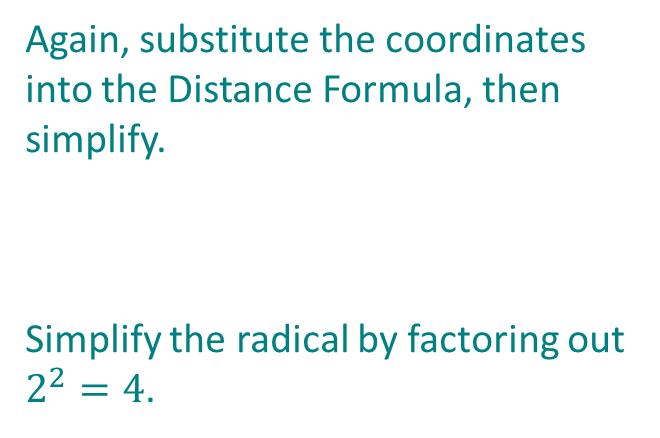 Again, substitute the coordinates
into the Distance Formula, then
simplify.
Simplify the radical by factoring out
2² = 4.